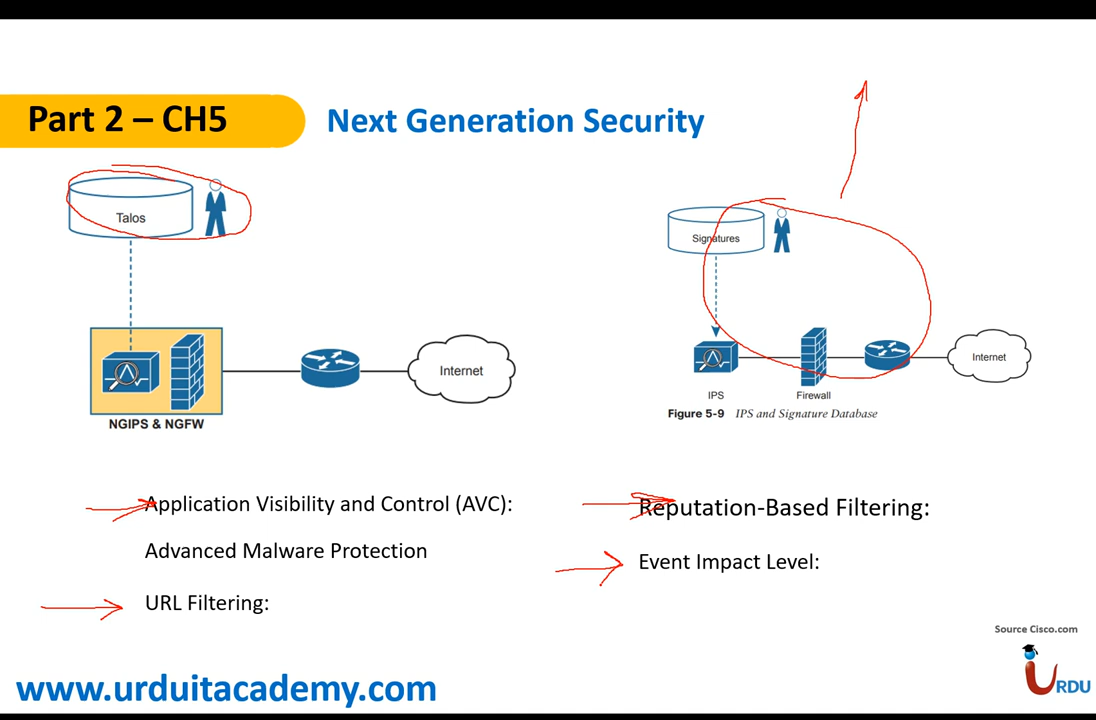 Part 2 – CH5
Next Generation Security
Talos
NGIPS & NGFW
Internet
Signatures
IPS
Firewall
Internet
Figure 5-9 IPS and Signature Database
Application Visibility and Control (AVC):
Advanced Malware Protection
URL Filtering:
Reputation-Based Filtering:
Event Impact Level:
Source Cisco.com
www.urduitacademy.com
URDU